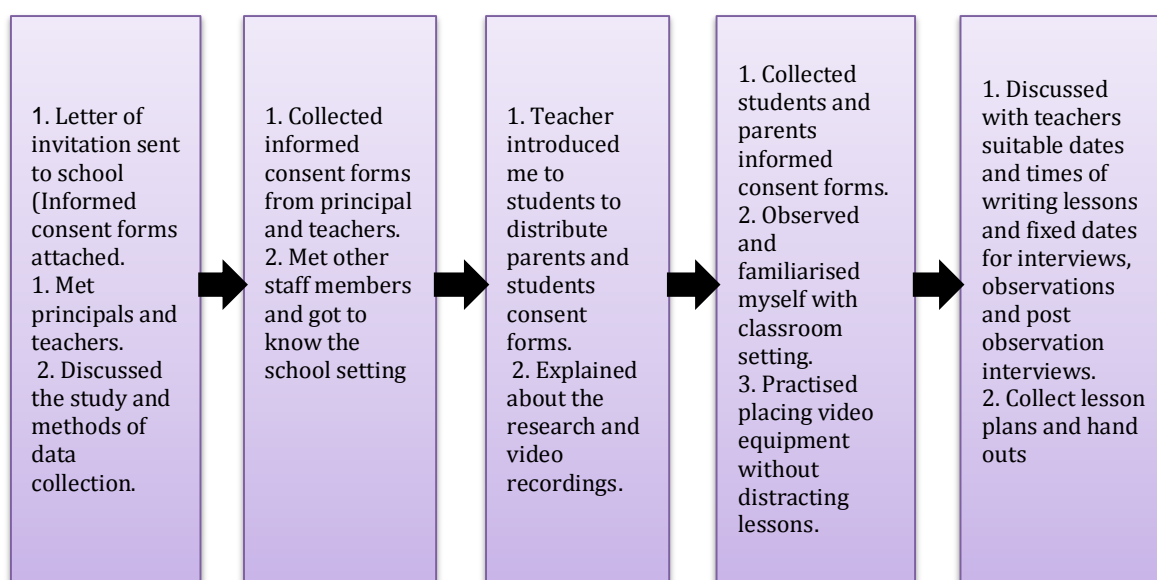 1. Letter of
invitation sent
to school
(Informed
consent forms
attached.
1. Met
principals and
teachers.
2. Discussed
the study and
methods of
data
collection.
1. Collected
informed
consent forms
from principal
and teachers.
2. Met other
staff members
and got to
know the
school setting
1. Teacher
introduced
me to
students to
distribute
parents and
students
consent
forms.
2. Explained
about the
research and
video
recordings.
1. Collected
students and
parents
informed
consent forms.
2. Observed
and
familiarised
myself with
classroom
setting.
3. Practised
placing video
equipment
without
distracting
lessons.
1. Discussed
with teachers
suitable dates
and times of
writing lessons
and fixed dates
for interviews,
observations
and post
observation
interviews.
2. Collect lesson
plans and hand
outs